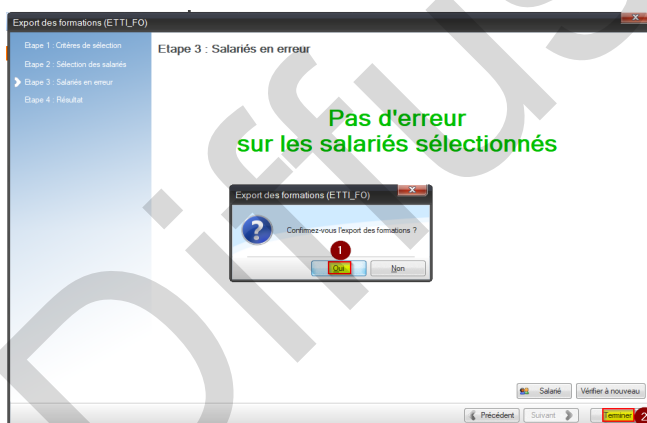 Export des formations (ETTI_FO)
Etape 1 : Critères de sélection
Etape 2 : Sélection des salariés
Etape 3 : Salariés en erreur
Etape 4 : Résultat
Etape 3 : Salariés en erreur
Pas d'erreur
sur les salariés sélectionnés
Export des formations (ETTI_FO)
Confirmez-vous l'export des formations ?
1
Oui
Non
Salarié
Vérifier à nouveau
Précédent
Suivant
Terminer
2
Diffus